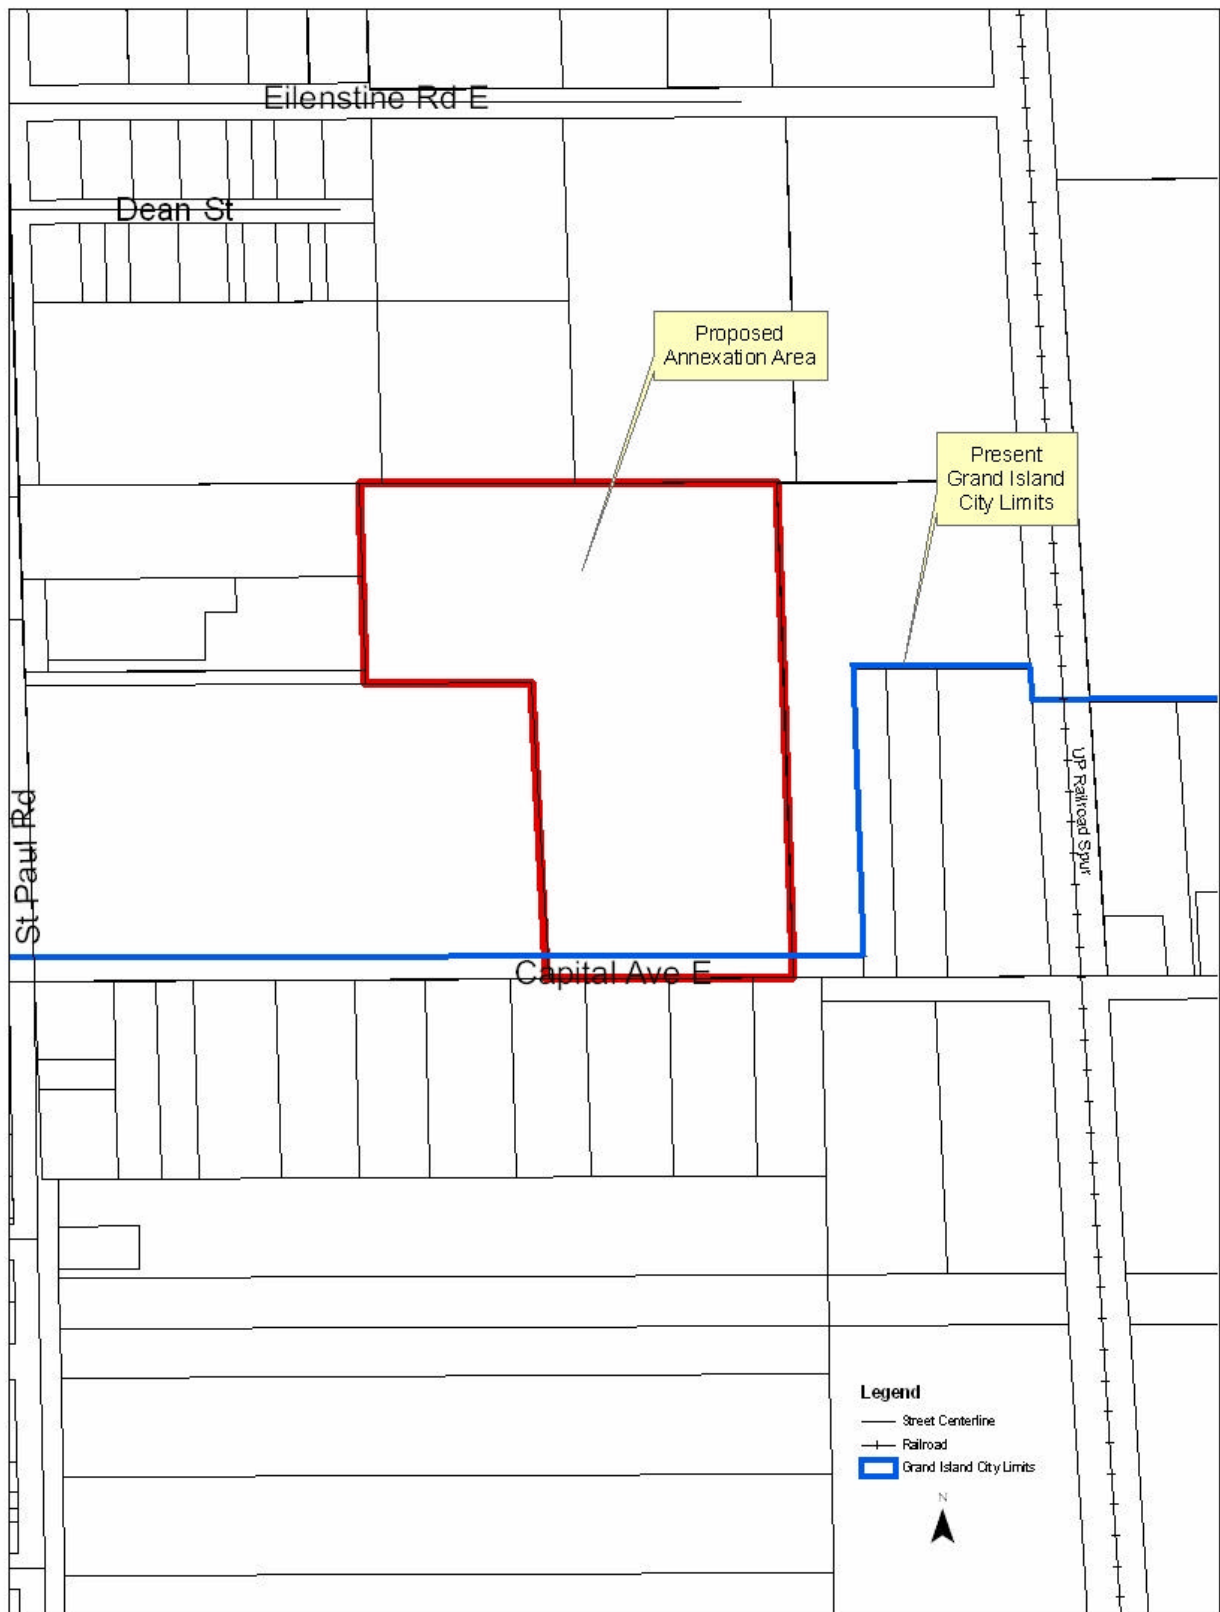 Eilenstine Rd E
Dean St
Proposed
Annexation Area
Present
Grand Island
City Limits
UP Railroad Spur
St Paul Rd
Capital Ave E
Legend
Street Centerline
Railroad
Grand Island City Limits
N